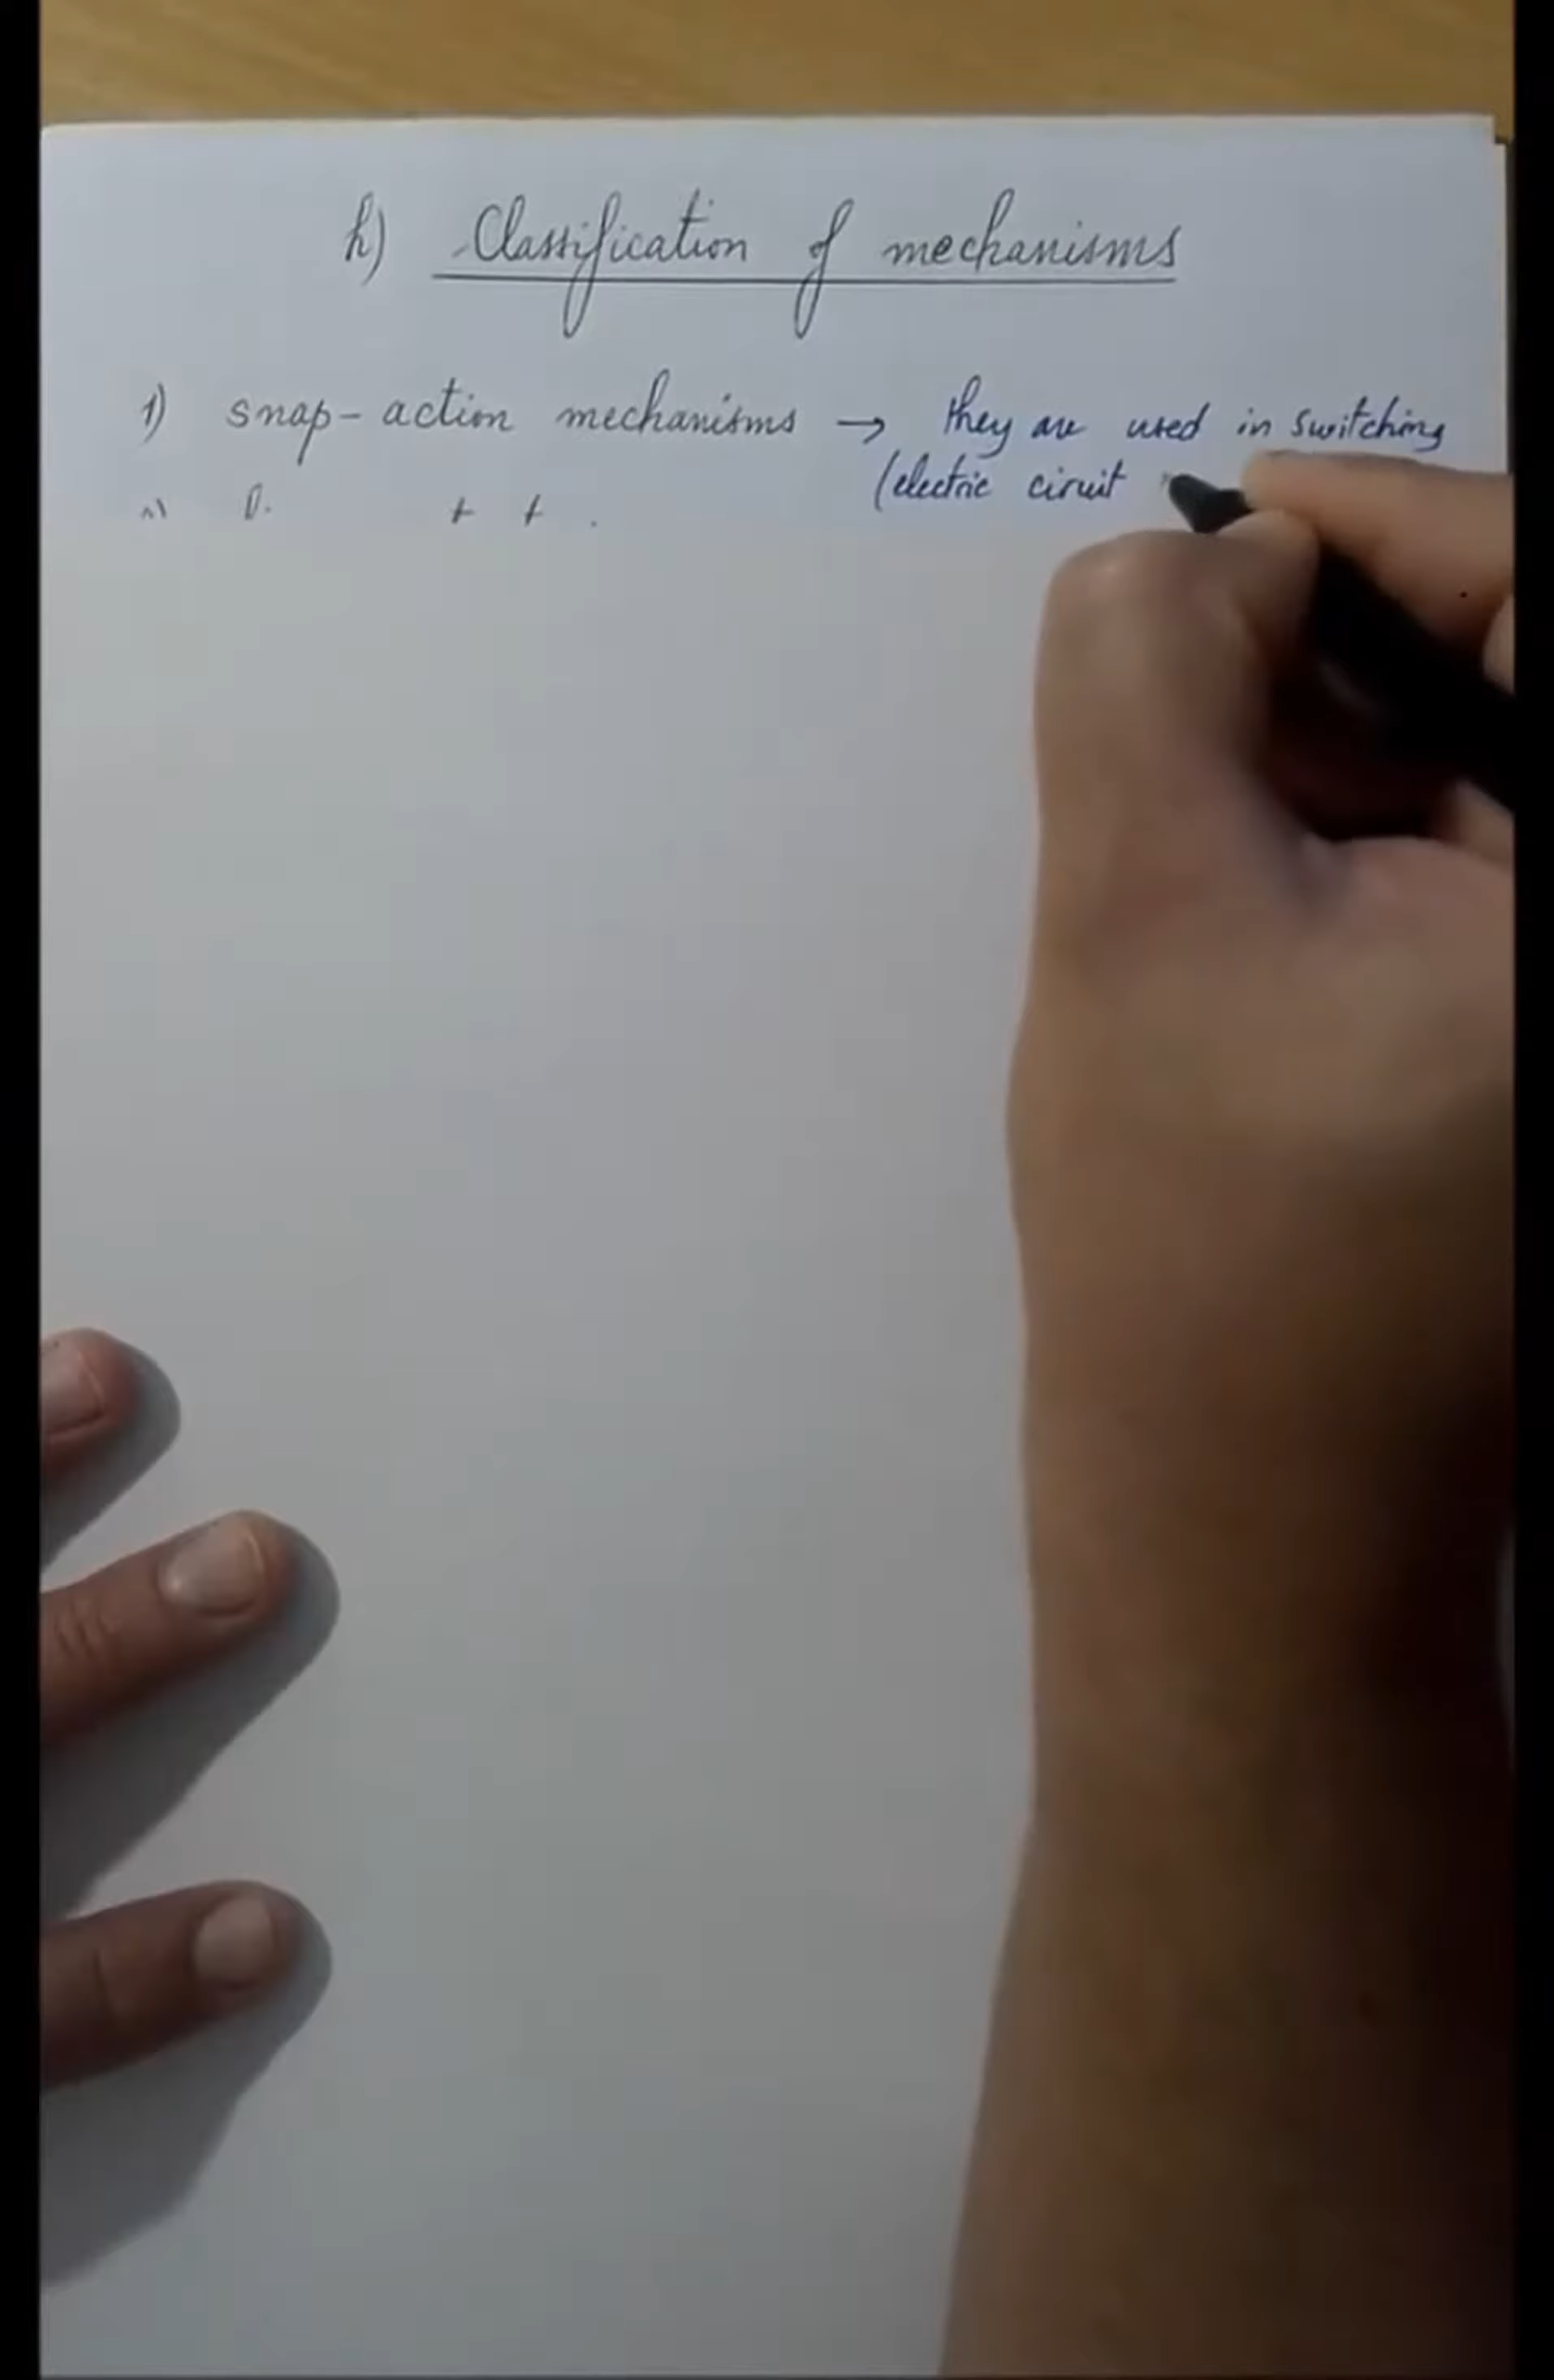 h) Classification of mechanisms
1) snap-action mechanisms → they are used in switching
(electric ciruit